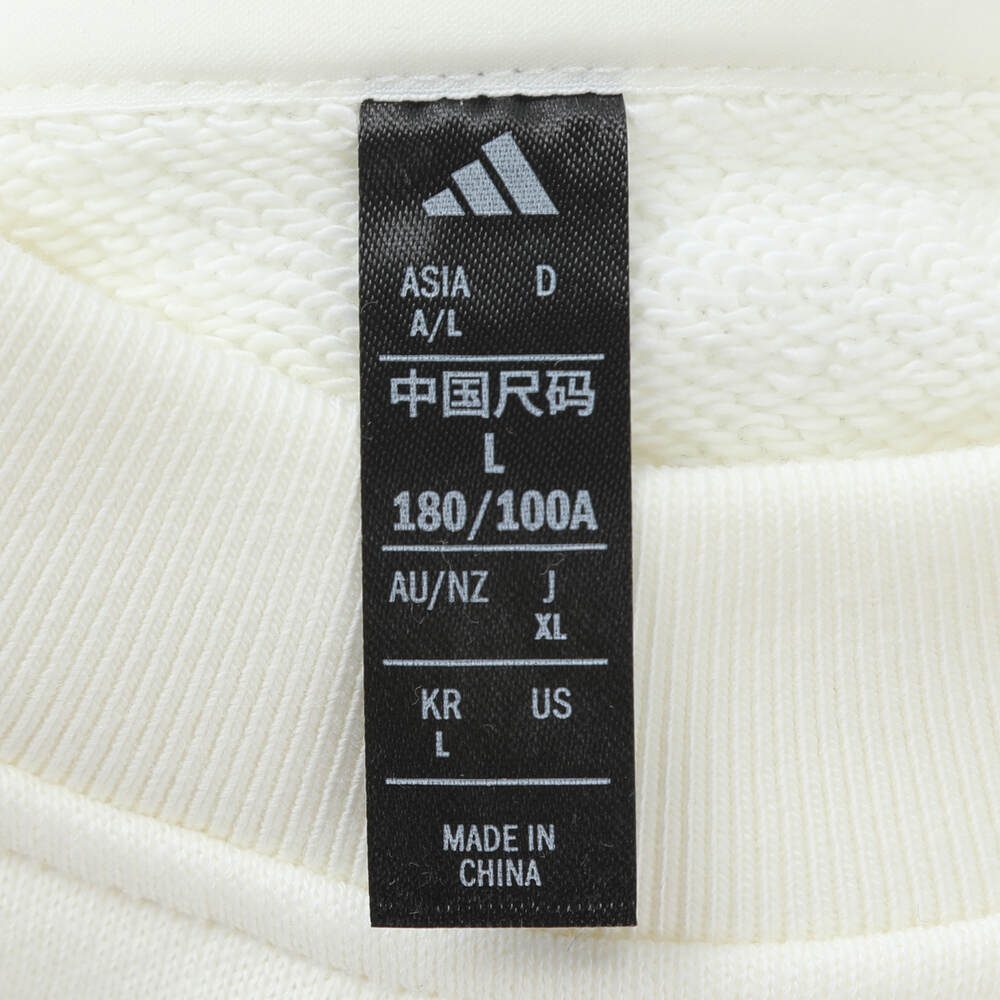 ASIA D
A/L
中国尺码
L
180/100A
AU/NZ J
XL
KR US
L
MADE IN
CHINA